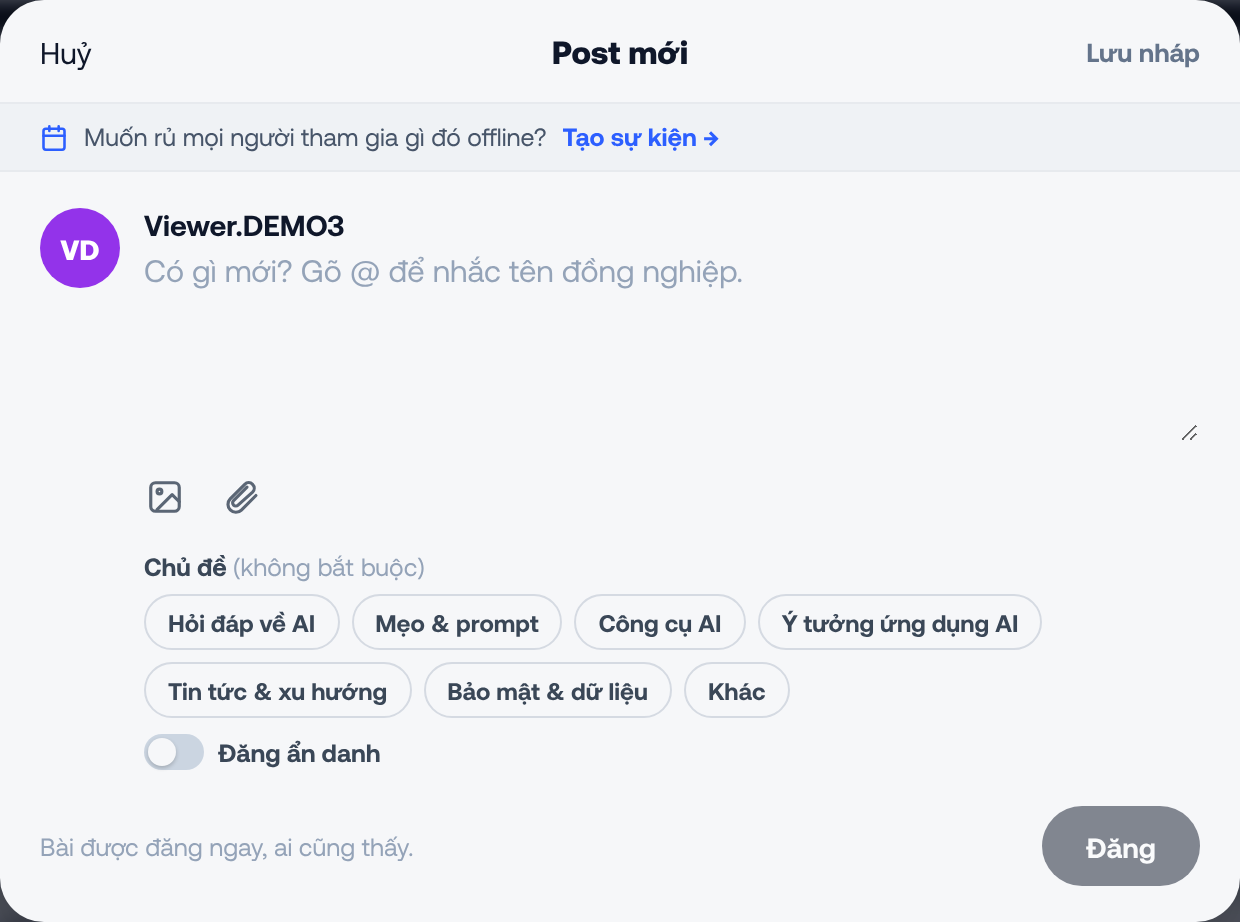 Huỷ
Post mới
Lưu nháp
Muốn rủ mọi người tham gia gì đó offline? Tạo sự kiện →
VD
Viewer.DEMO3
Có gì mới? Gõ @ để nhắc tên đồng nghiệp.
Chủ đề (không bắt buộc)
Hỏi đáp về AI
Mẹo & prompt
Công cụ AI
Ý tưởng ứng dụng AI
Tin tức & xu hướng
Bảo mật & dữ liệu
Khác
Đăng ẩn danh
Bài được đăng ngay, ai cũng thấy.
Đăng